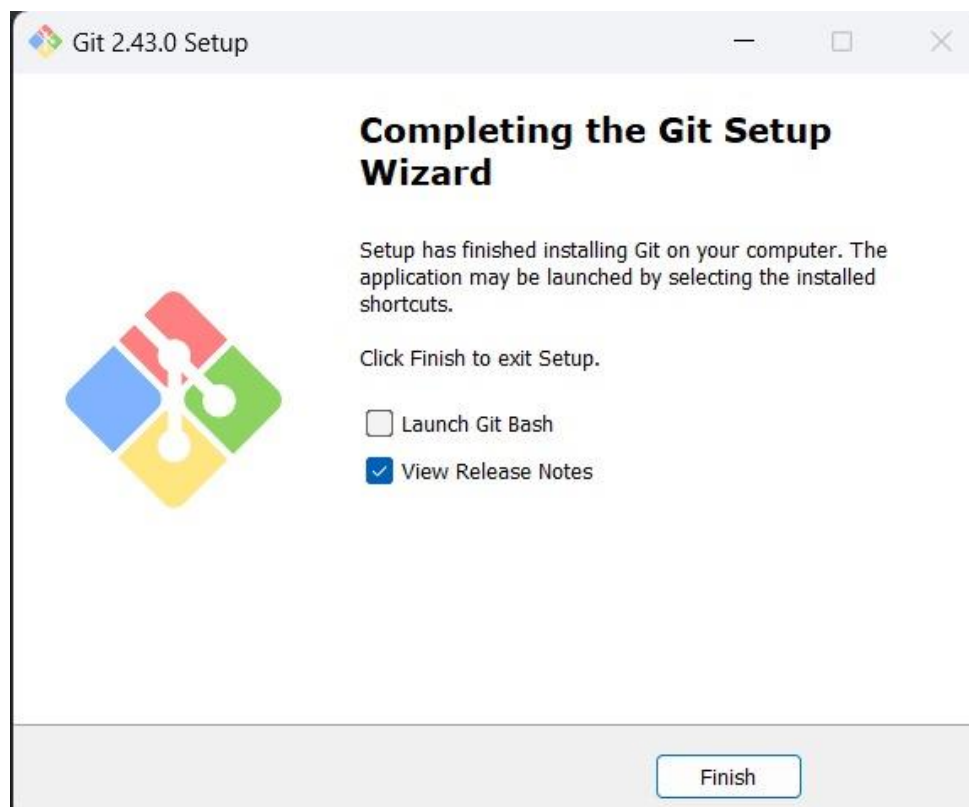 Git 2.43.0 Setup
Completing the Git Setup
Wizard
Setup has finished installing Git on your computer. The
application may be launched by selecting the installed
shortcuts.
Click Finish to exit Setup.
Launch Git Bash
View Release Notes
Finish